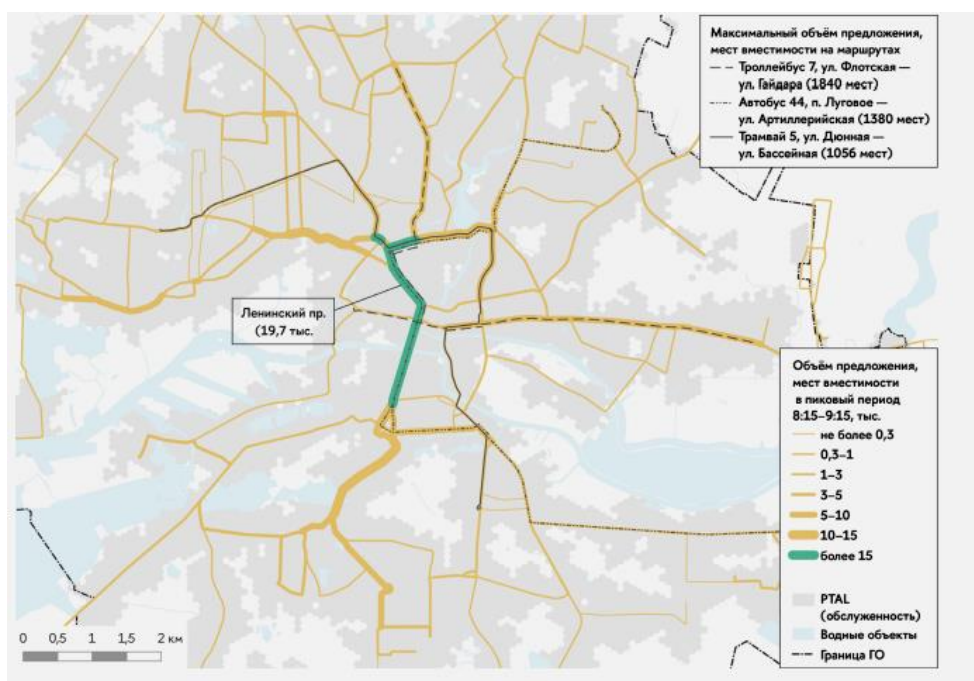 Максимальный объём предложения,
мест вместимости на маршрутах
Троллейбус 7, ул. Флотская —
ул. Гайдара (1840 мест)
Автобус 44, п. Луговое —
ул. Артиллерийская (1380 мест)
Трамвай 5, ул. Дюнная —
ул. Бассейная (1056 мест)
Ленинский пр.
(19,7 тыс.
Объём предложения,
мест вместимости
в пиковый период
8:15–9:15, тыс.
не более 0,3
0,3–1
1–3
3–5
5–10
10–15
более 15
PTAL
(обслуженность)
Водные объекты
Граница ГО
0 0,5 1 1,5 2 км